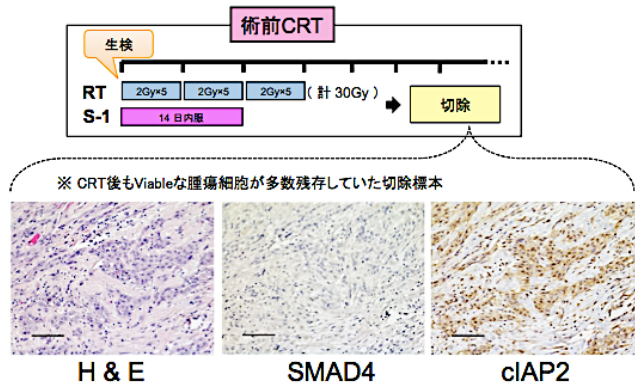 術前CRT
生検
RT 2Gy×5 2Gy×5 2Gy×5 (計 30Gy)
S-1 14 日内服
切除
※ CRT後もViableな腫瘍細胞が多数残存していた切除標本
H & E SMAD4 cIAP2